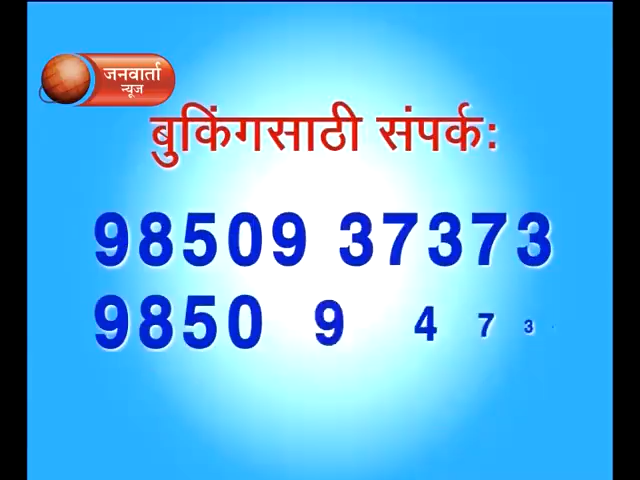 जनवार्ता
न्यूज
बुकिंगसाठी संपर्क:
98509 37373
9850 9 4 7 3